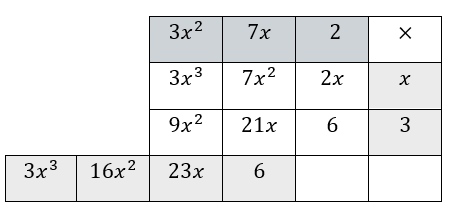 3x² 7x 2 ×
3x³ 7x² 2x x
9x² 21x 6 3
3x³ 16x² 23x 6